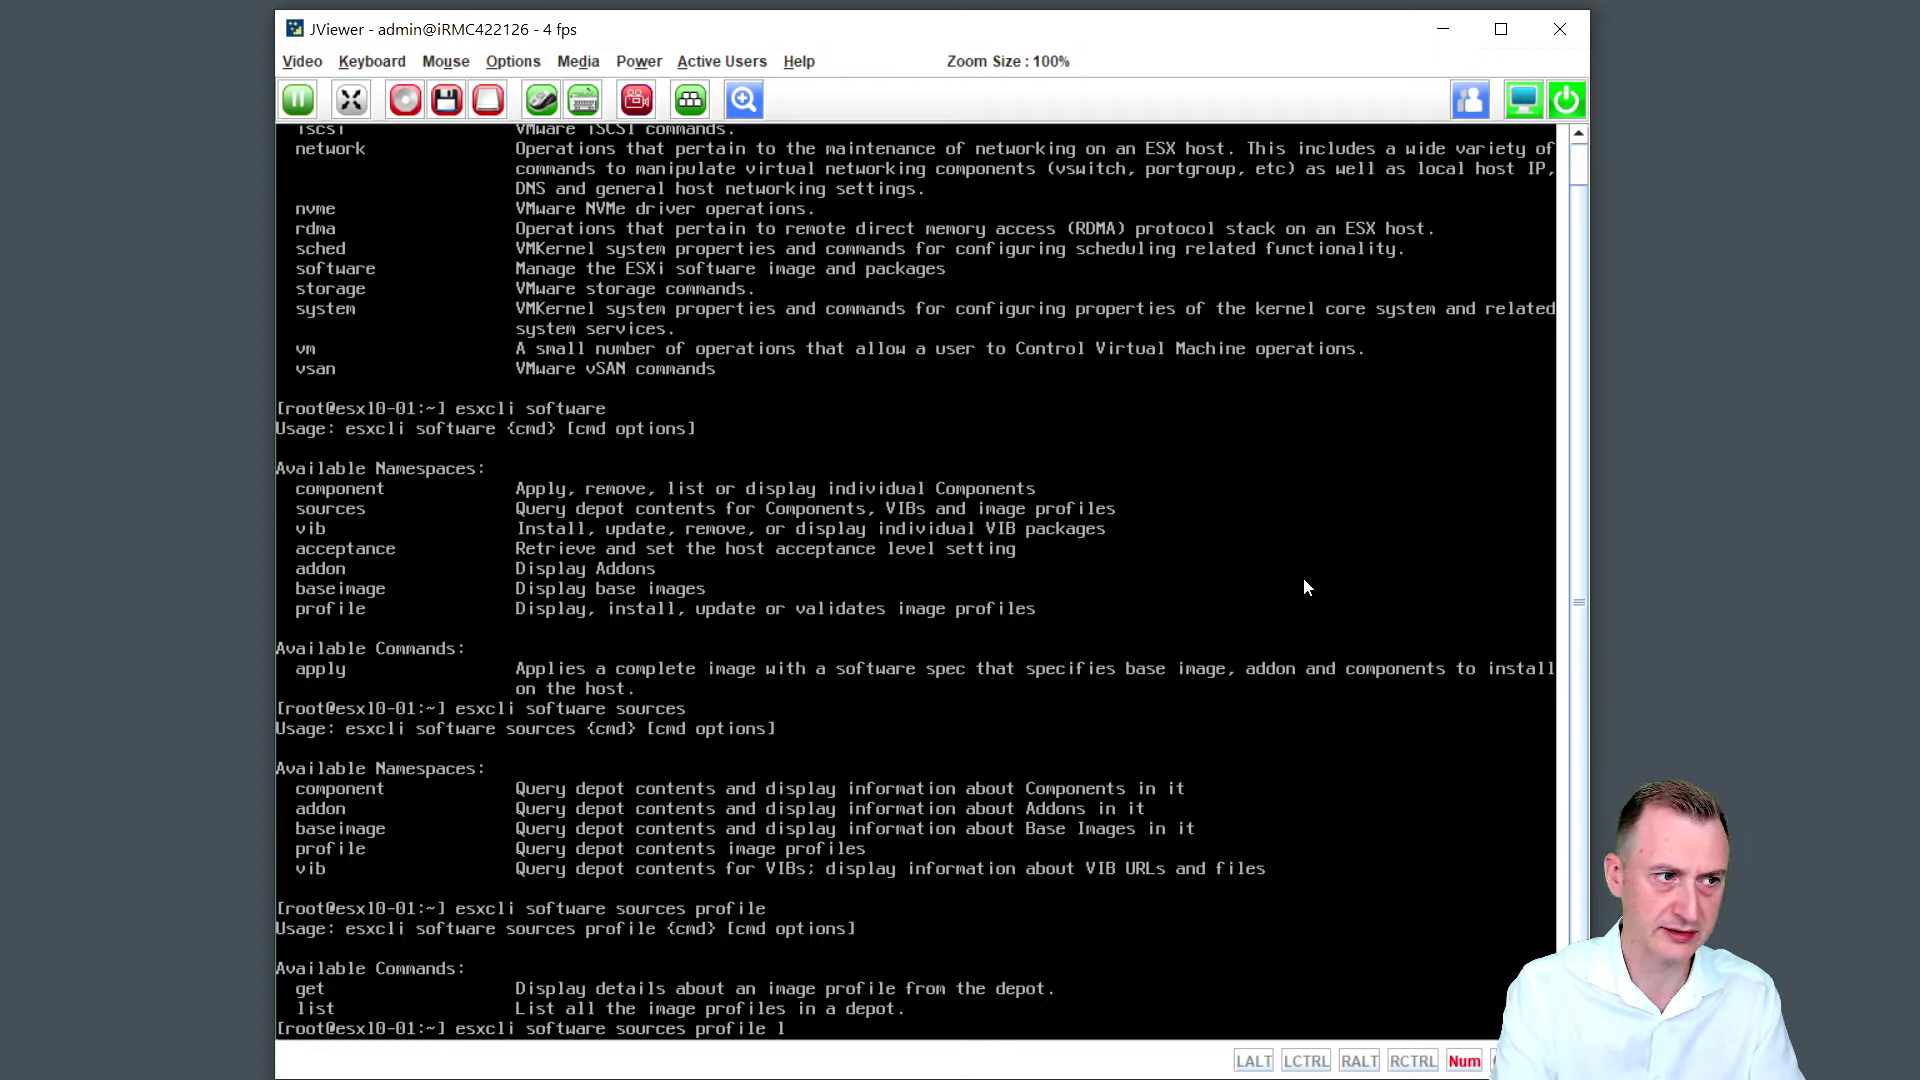 JViewer - admin@iRMC422126 - 4 fps
Video Keyboard Mouse Options Media Power Active Users Help Zoom Size : 100%
iscsi VMware iSCSI commands.
network Operations that pertain to the maintenance of networking on an ESX host. This includes a wide variety of
commands to manipulate virtual networking components (vswitch, portgroup, etc) as well as local host IP,
DNS and general host networking settings.
nvme VMware NVMe driver operations.
rdma Operations that pertain to remote direct memory access (RDMA) protocol stack on an ESX host.
sched VMKernel system properties and commands for configuring scheduling related functionality.
software Manage the ESXi software image and packages
storage VMware storage commands.
system VMKernel system properties and commands for configuring properties of the kernel core system and related
system services.
vm A small number of operations that allow a user to Control Virtual Machine operations.
vsan VMware vSAN commands
[root@esx10-01:~] esxcli software
Usage: esxcli software {cmd} [cmd options]
Available Namespaces:
component Apply, remove, list or display individual Components
sources Query depot contents for Components, VIBs and image profiles
vib Install, update, remove, or display individual VIB packages
acceptance Retrieve and set the host acceptance level setting
addon Display Addons
baseimage Display base images
profile Display, install, update or validates image profiles
Available Commands:
apply Applies a complete image with a software spec that specifies base image, addon and components to install
on the host.
[root@esx10-01:~] esxcli software sources
Usage: esxcli software sources {cmd} [cmd options]
Available Namespaces:
component Query depot contents and display information about Components in it
addon Query depot contents and display information about Addons in it
baseimage Query depot contents and display information about Base Images in it
profile Query depot contents image profiles
vib Query depot contents for VIBs; display information about VIB URLs and files
[root@esx10-01:~] esxcli software sources profile
Usage: esxcli software sources profile {cmd} [cmd options]
Available Commands:
get Display details about an image profile from the depot.
list List all the image profiles in a depot.
[root@esx10-01:~] esxcli software sources profile l
LALT LCTRL RALT RCTRL Num